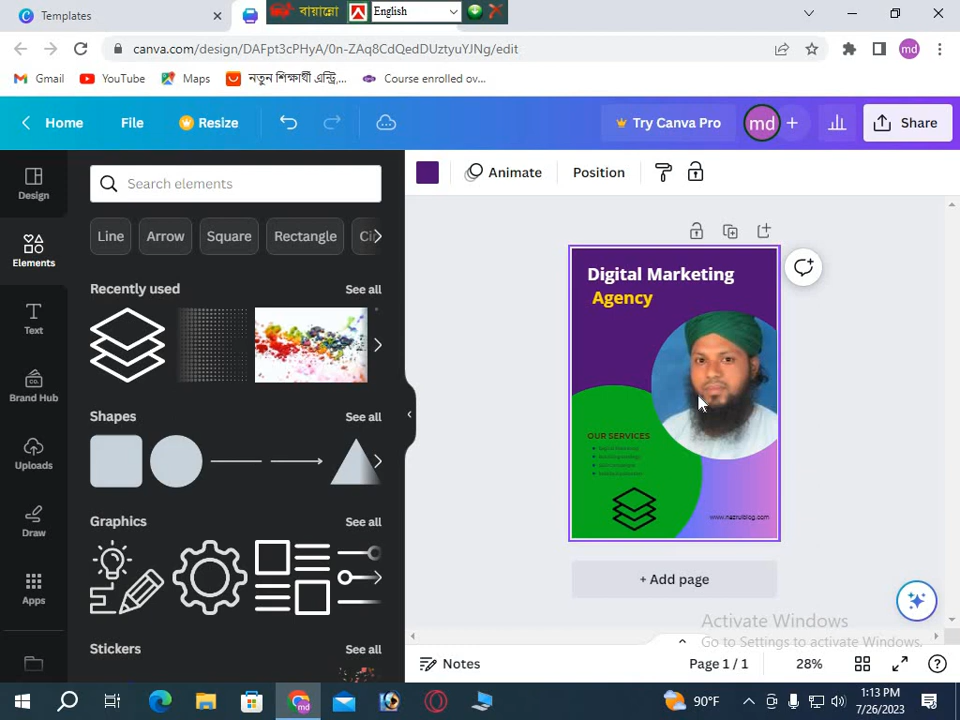 Templates
বায়ান্নো
English
canva.com/design/DAFpt3cPHyA/0n-ZAq8CdQedDUztyuYJNg/edit
md
Gmail
YouTube
Maps
নতুন শিক্ষার্থী এন্ট্রি,...
Course enrolled ov...
Home
File
Resize
Try Canva Pro
md
Share
Design
Elements
Text
Brand Hub
Uploads
Draw
Apps
Search elements
Line
Arrow
Square
Rectangle
Recently used
See all
Shapes
See all
Graphics
See all
Stickers
See all
Animate
Position
Digital Marketing
Agency
OUR SERVICES
www.nazrulblog.com
+ Add page
Activate Windows
Go to Settings to activate Windows.
Notes
Page 1 / 1
28%
90°F
1:13 PM
7/26/2023